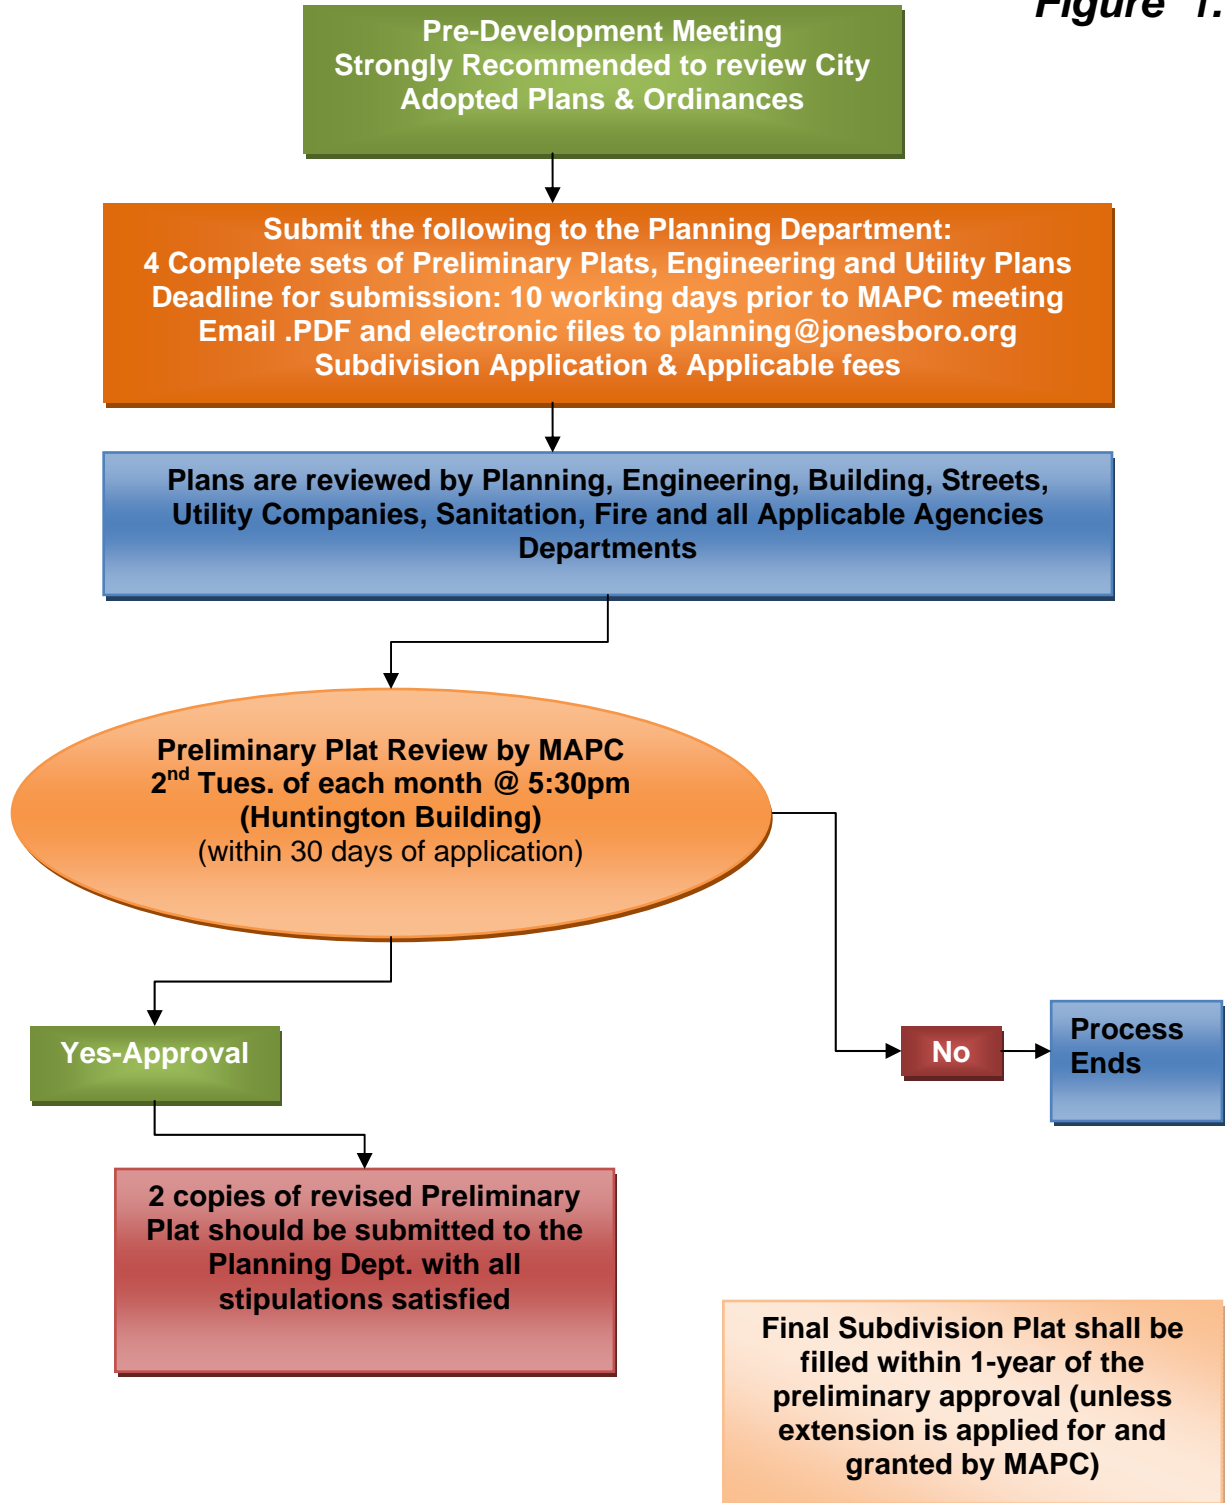 Figure 1.
Pre-Development Meeting
Strongly Recommended to review City
Adopted Plans & Ordinances
Submit the following to the Planning Department:
4 Complete sets of Preliminary Plats, Engineering and Utility Plans
Deadline for submission: 10 working days prior to MAPC meeting
Email .PDF and electronic files to planning@jonesboro.org
Subdivision Application & Applicable fees
Plans are reviewed by Planning, Engineering, Building, Streets,
Utility Companies, Sanitation, Fire and all Applicable Agencies
Departments
Preliminary Plat Review by MAPC
2nd Tues. of each month @ 5:30pm
(Huntington Building)
(within 30 days of application)
Yes-Approval
No
Process
Ends
2 copies of revised Preliminary
Plat should be submitted to the
Planning Dept. with all
stipulations satisfied
Final Subdivision Plat shall be
filled within 1-year of the
preliminary approval (unless
extension is applied for and
granted by MAPC)